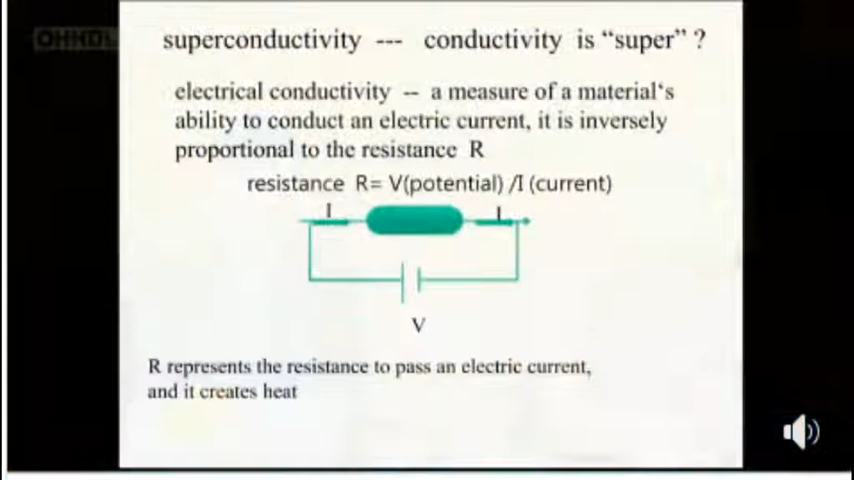 superconductivity --- conductivity is “super” ?
electrical conductivity -- a measure of a material‘s
ability to conduct an electric current, it is inversely
proportional to the resistance R
resistance R= V(potential) /I (current)
I I
V
R represents the resistance to pass an electric current,
and it creates heat